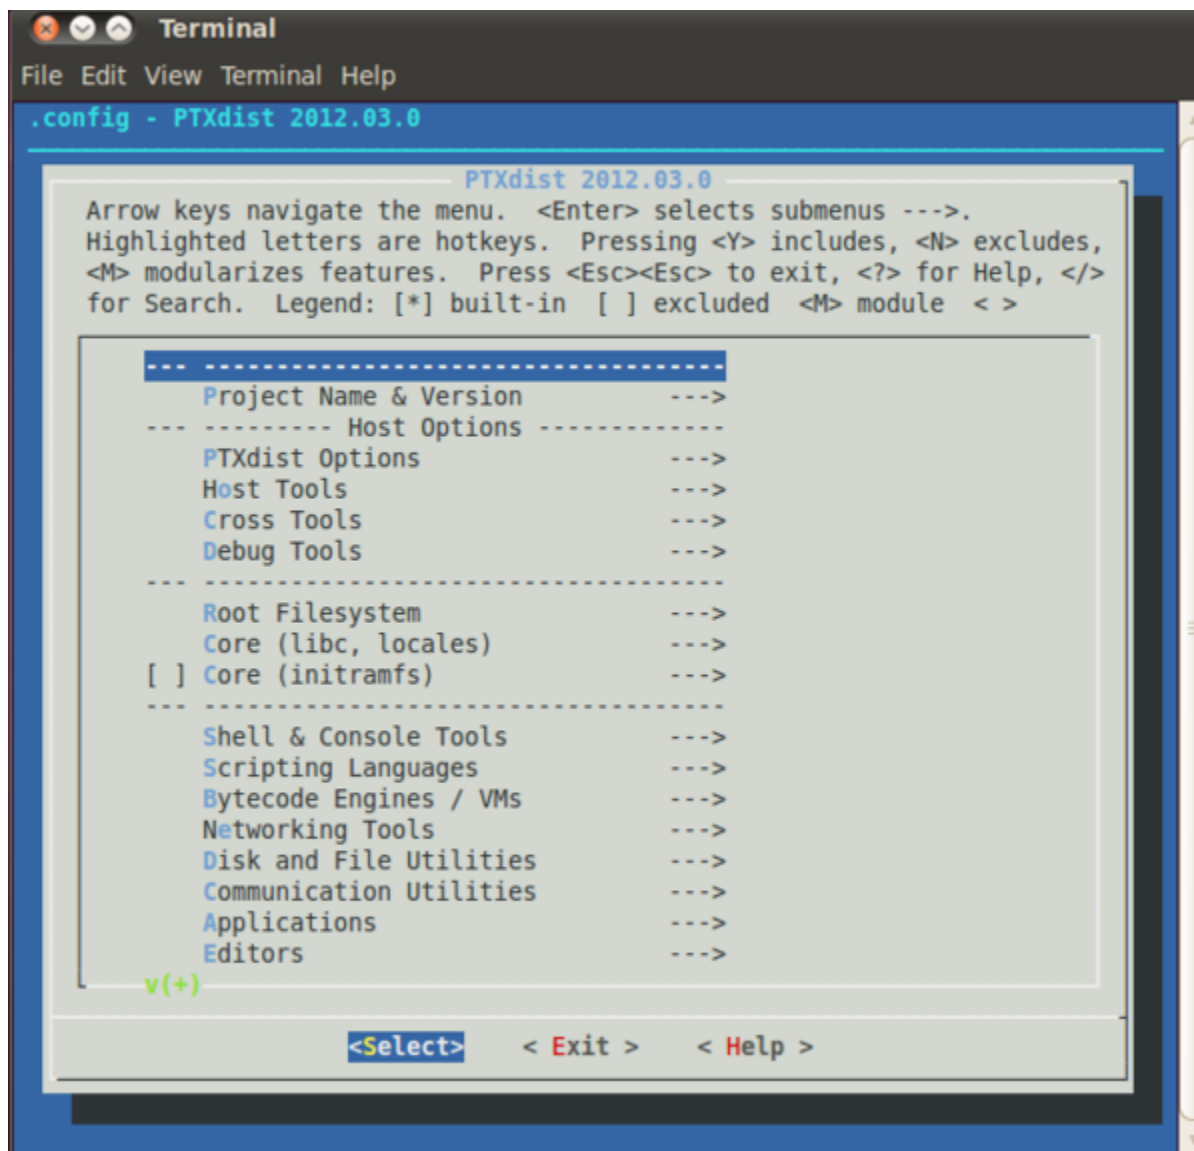 Terminal
File Edit View Terminal Help
.config - PTXdist 2012.03.0
PTXdist 2012.03.0
Arrow keys navigate the menu.  <Enter> selects submenus --->.
Highlighted letters are hotkeys.  Pressing <Y> includes, <N> excludes,
<M> modularizes features.  Press <Esc><Esc> to exit, <?> for Help, </>
for Search.  Legend: [*] built-in  [ ] excluded  <M> module  < >
--- ------------------------------------
Project Name & Version          --->
--- --------- Host Options -------------
PTXdist Options                 --->
Host Tools                      --->
Cross Tools                     --->
Debug Tools                     --->
--- ------------------------------------
Root Filesystem                 --->
Core (libc, locales)            --->
[ ] Core (initramfs)                --->
--- ------------------------------------
Shell & Console Tools           --->
Scripting Languages             --->
Bytecode Engines / VMs          --->
Networking Tools                --->
Disk and File Utilities         --->
Communication Utilities         --->
Applications                    --->
Editors                         --->
v(+)
<Select>    < Exit >    < Help >